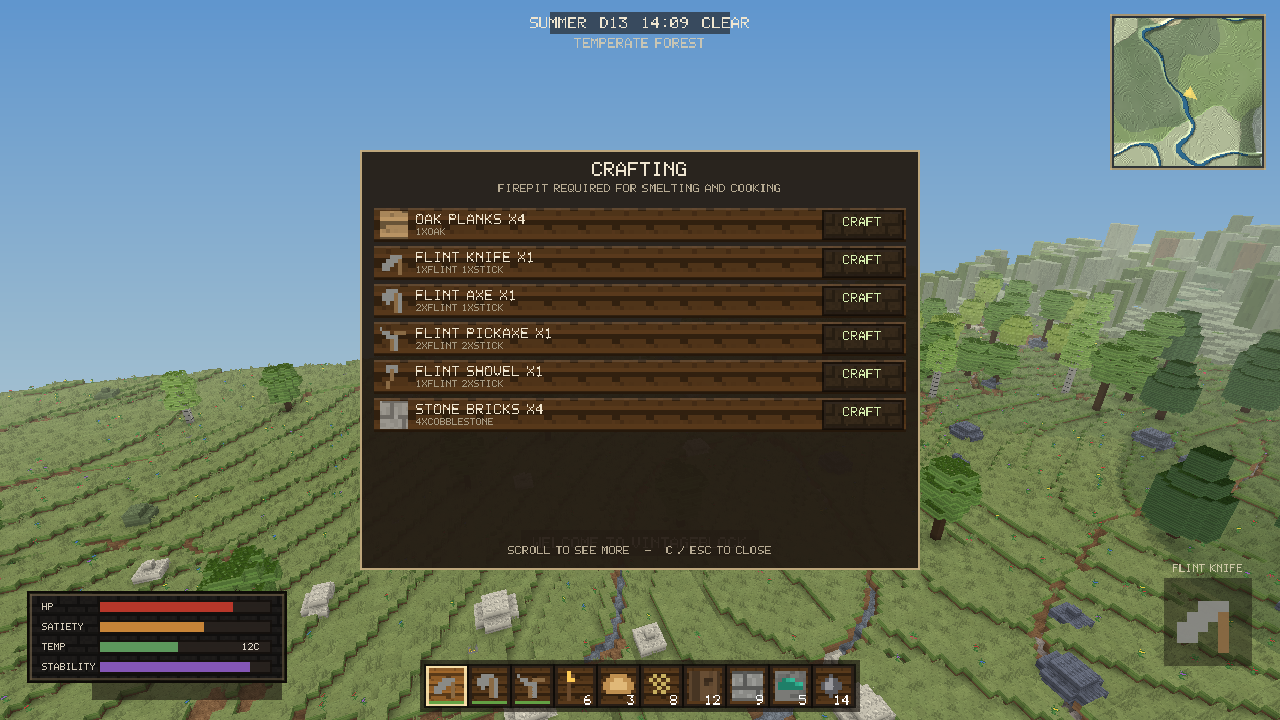 SUMMER D13 14:09 CLEAR
TEMPERATE FOREST
CRAFTING
FIREPIT REQUIRED FOR SMELTING AND COOKING
OAK PLANKS X4
1XOAK
CRAFT
FLINT KNIFE X1
1XFLINT 1XSTICK
CRAFT
FLINT AXE X1
2XFLINT 1XSTICK
CRAFT
FLINT PICKAXE X1
2XFLINT 2XSTICK
CRAFT
FLINT SHOVEL X1
1XFLINT 2XSTICK
CRAFT
STONE BRICKS X4
4XCOBBLESTONE
CRAFT
WELCOME TO
SCROLL TO SEE MORE - C / ESC TO CLOSE
FLINT KNIFE
HP
SATIETY
TEMP 12C
STABILITY
6 3 8 12 9 5 14